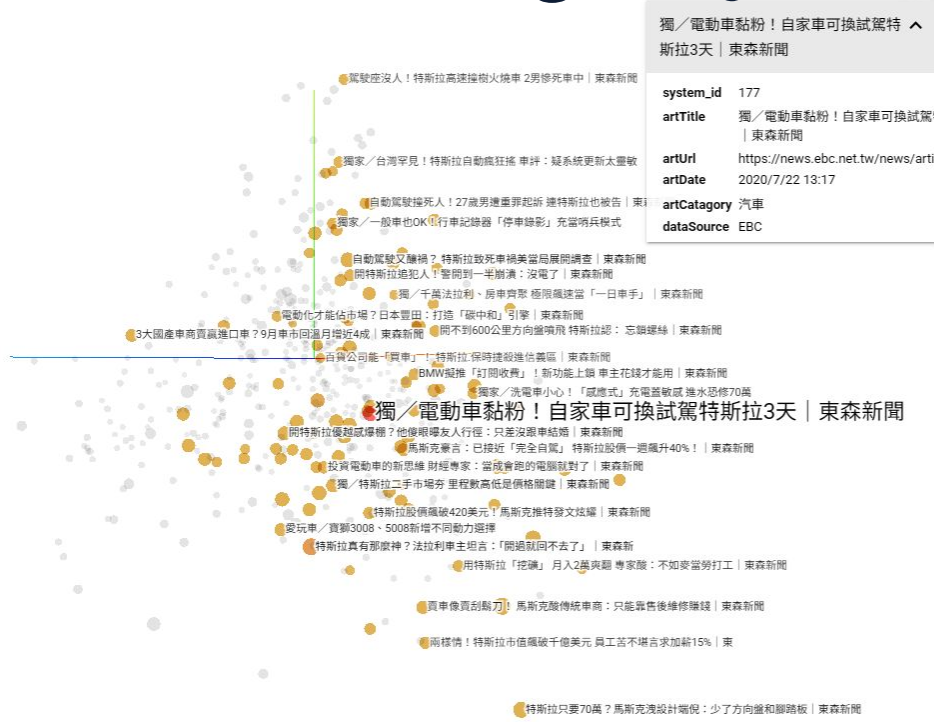 獨／電動車黏粉！自家車可換試駕特
斯拉3天｜東森新聞
system_id 177
artTitle 獨／電動車黏粉！自家車可換試駕
｜東森新聞
artUrl https://news.ebc.net.tw/news/arti
artDate 2020/7/22 13:17
artCatagory 汽車
dataSource EBC
駕駛座沒人！特斯拉高速撞樹火燒車 2男慘死車中｜東森新聞
獨家／台灣罕見！特斯拉自動瘋狂搖 車評：疑系統更新太靈敏
自動駕駛撞死人！27歲男遭重罪起訴 連特斯拉也被告｜東
獨家／一般車也OK！行車記錄器「停車錄影」充當哨兵模式
自動駕駛又釀禍？ 特斯拉致死車禍美當局展開調查｜東森新聞
開特斯拉追犯人！警開到一半崩潰：沒電了｜東森新聞
獨／千萬法拉利、房車齊聚 極限飆速當「一日車手」｜東森新聞
電動化才能佔市場？日本豐田：打造「碳中和」引擎｜東森新聞
開不到600公里方向盤噴飛 特斯拉認： 忘鎖螺絲｜東森新聞
3大國產車商賣贏進口車？9月車市回溫月增近4成｜東森新聞
百貨公司能「買車」！特斯拉.保時捷殺進信義區｜東森新聞
BMW擬推「訂閱收費」！新功能上鎖 車主花錢才能用｜東森新聞
獨家／洗電車小心！「感應式」充電蓋敏感 進水恐修70萬
獨／電動車黏粉！自家車可換試駕特斯拉3天｜東森新聞
開特斯拉優越感爆棚？他傻眼曝友人行徑：只差沒跟車結婚｜東森新聞
馬斯克豪言：已接近「完全自駕」 特斯拉股價一週飆升40%！｜東森新聞
投資電動車的新思維 財經專家：當成會跑的電腦就對了｜東森新聞
獨／特斯拉二手市場夯 里程數高低是價格關鍵｜東森新聞
特斯拉股價飆破420美元！馬斯克推特發文炫耀｜東森新聞
愛玩車／寶獅3008、5008新增不同動力選擇
特斯拉真有那麼神？法拉利車主坦言：「開過就回不去了」｜東森新
用特斯拉「挖礦」 月入2萬爽翻 專家酸：不如麥當勞打工｜東森新聞
買車像賣刮鬍刀！ 馬斯克酸傳統車商：只能靠售後維修賺錢｜東森新聞
兩樣情！特斯拉市值飆破千億美元 員工苦不堪言求加薪15%｜東
特斯拉只要70萬？馬斯克洩設計端倪：少了方向盤和腳踏板｜東森新聞